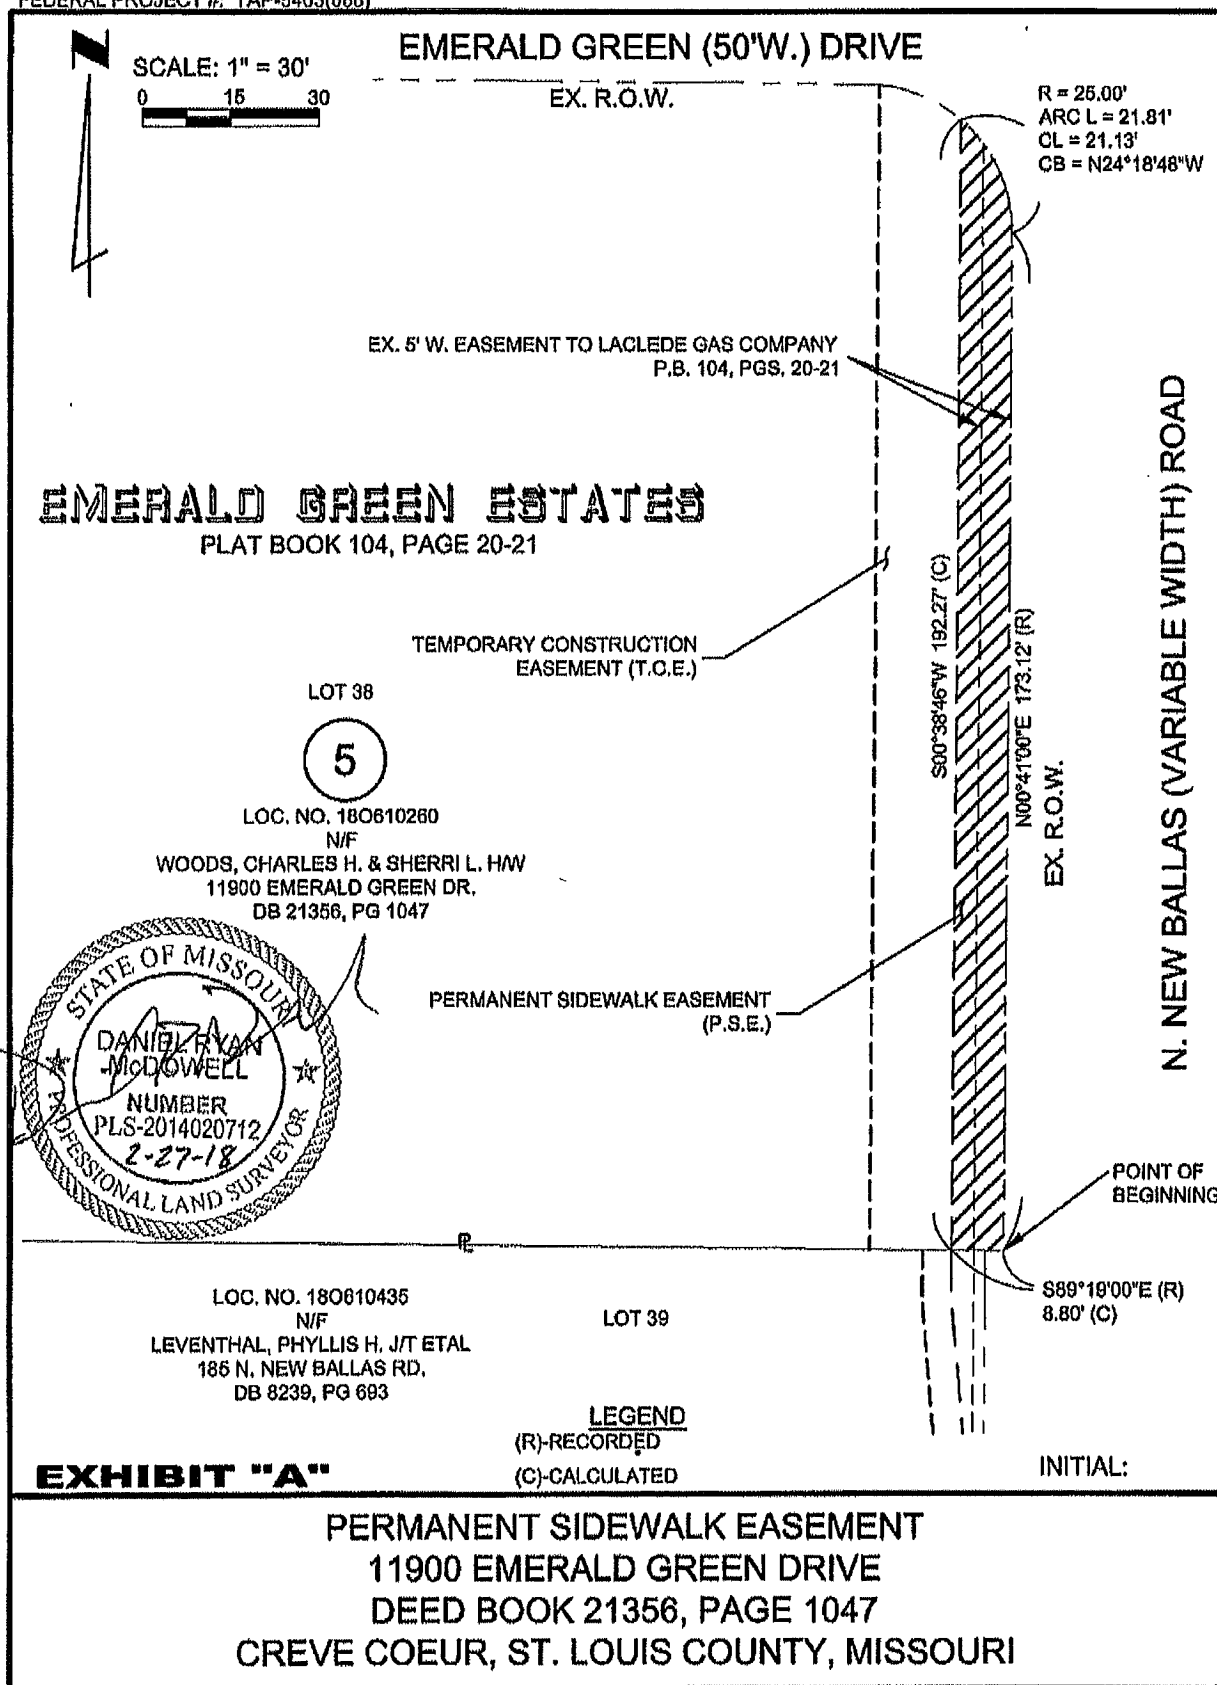 EMERALD GREEN (50'W.) DRIVE
SCALE: 1" = 30'
0 15 30
EX. R.O.W.
R = 25.00'
ARC L = 21.81'
CL = 21.13'
CB = N24°18'48"W
EX. 5' W. EASEMENT TO LACLEDE GAS COMPANY
P.B. 104, PGS. 20-21
EMERALD GREEN ESTATES
PLAT BOOK 104, PAGE 20-21
N. NEW BALLAS (VARIABLE WIDTH) ROAD
S00°38'46"W 192.27' (C)
N00°41'00"E 173.12' (R)
EX. R.O.W.
TEMPORARY CONSTRUCTION
EASEMENT (T.C.E.)
LOT 38
5
LOC. NO. 18O610260
N/F
WOODS, CHARLES H. & SHERRI L. H/W
11900 EMERALD GREEN DR.
DB 21356, PG 1047
STATE OF MISSOURI
DANIEL RYAN
McDOWELL
NUMBER
PLS-2014020712
2-27-18
PROFESSIONAL LAND SURVEYOR
PERMANENT SIDEWALK EASEMENT
(P.S.E.)
POINT OF
BEGINNING
S89°19'00"E (R)
8.80' (C)
LOC. NO. 18O610435
N/F
LEVENTHAL, PHYLLIS H. J/T ETAL
185 N. NEW BALLAS RD.
DB 8239, PG 693
LOT 39
LEGEND
(R)-RECORDED
(C)-CALCULATED
EXHIBIT "A"
INITIAL:
PERMANENT SIDEWALK EASEMENT
11900 EMERALD GREEN DRIVE
DEED BOOK 21356, PAGE 1047
CREVE COEUR, ST. LOUIS COUNTY, MISSOURI